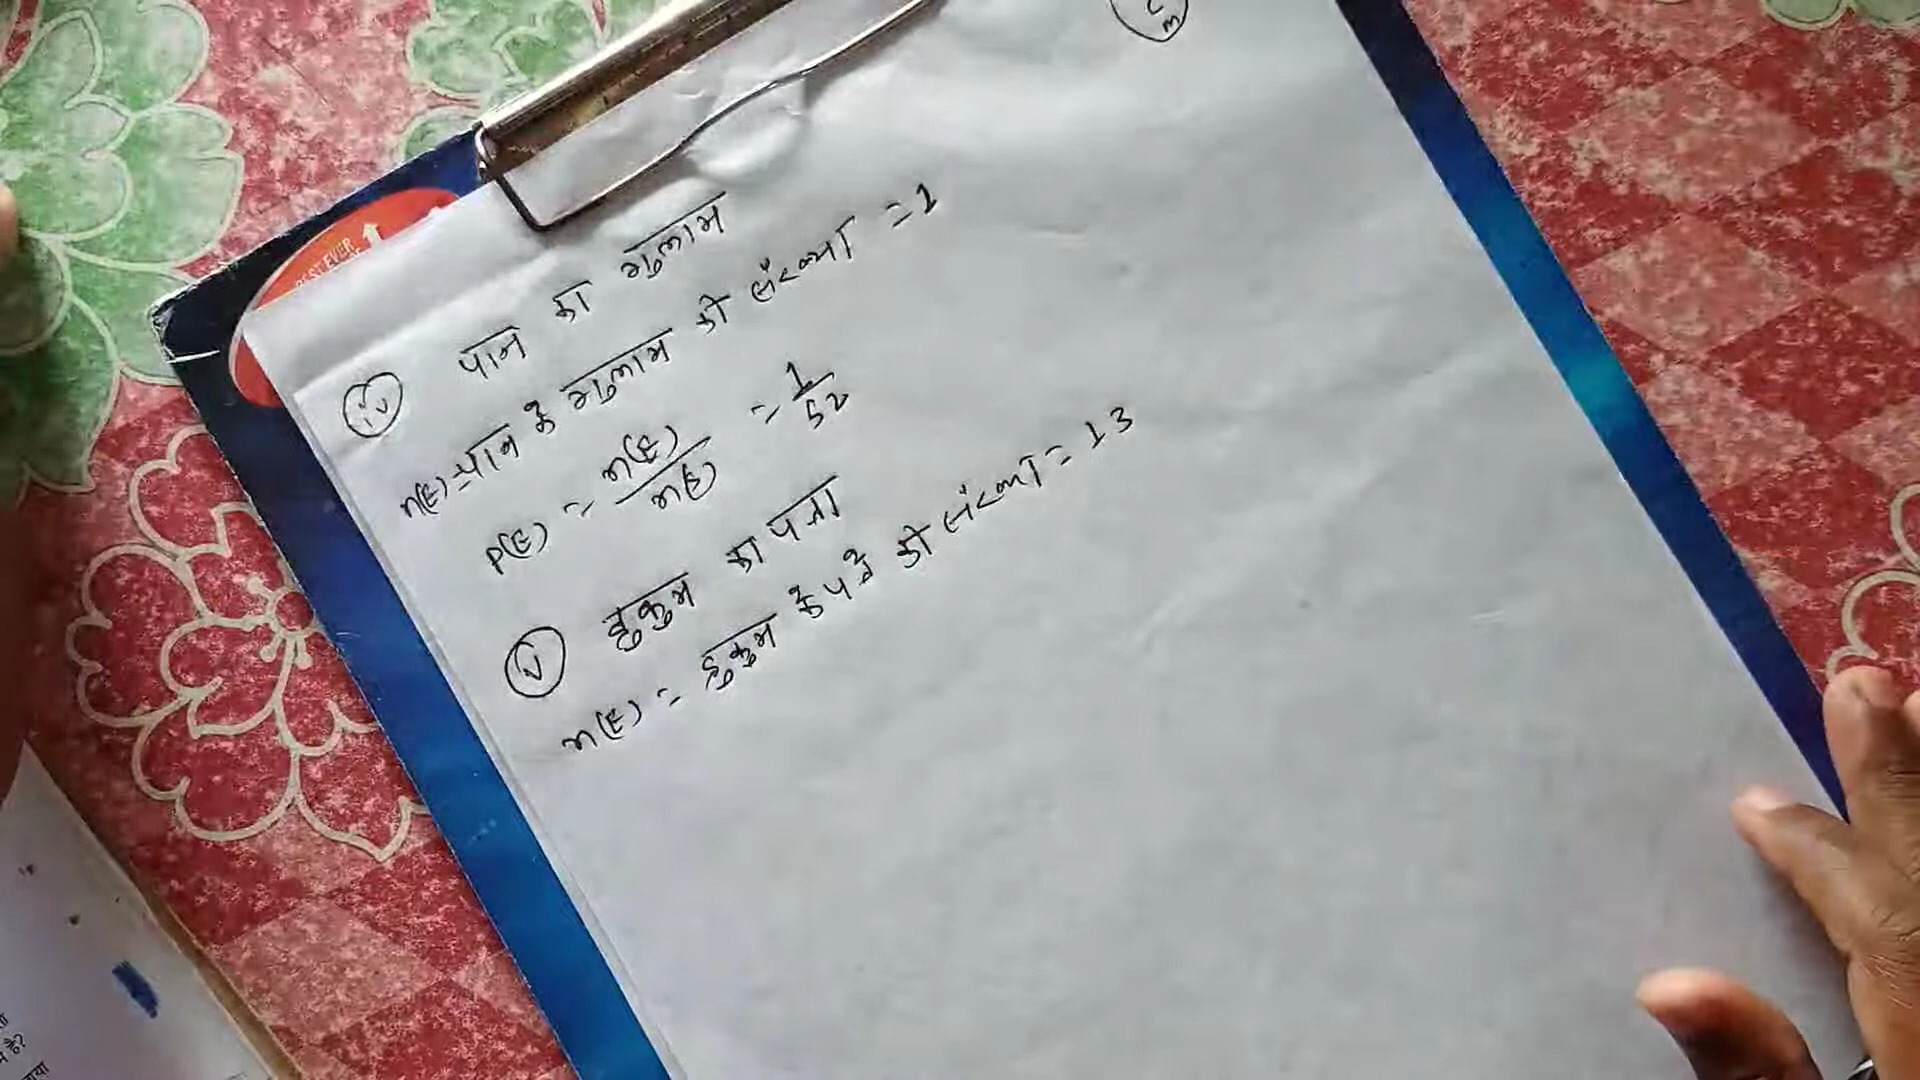 (iv) पान का गुलाम
n(E) = पान के गुलाम की संख्या = 1
P(E) = n(E)/n(S) = 1/52
(v) हुकुम का पत्ता
n(E) = हुकुम के पत्ते की संख्या = 13
है?